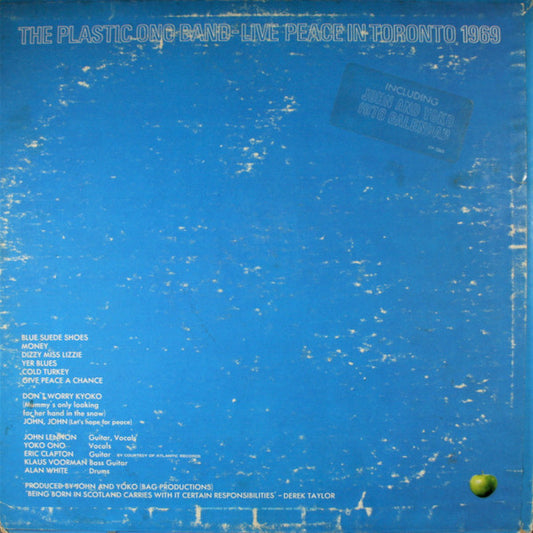 THE PLASTIC ONO BAND-LIVE PEACE IN TORONTO 1969
INCLUDING
JOHN AND YOKO
1970 CALENDAR
BLUE SUEDE SHOES
MONEY
DIZZY MISS LIZZIE
YER BLUES
COLD TURKEY
GIVE PEACE A CHANCE
DON'T WORRY KYOKO
(Mummy's only looking
for her hand in the snow)
JOHN, JOHN (Let's hope for peace)
JOHN LENNON Guitar, Vocals
YOKO ONO Vocals
ERIC CLAPTON Guitar BY COURTESY OF ATLANTIC RECORDS
KLAUS VOORMAN Bass Guitar
ALAN WHITE Drums
PRODUCED BY JOHN AND YOKO (BAG PRODUCTIONS)
'BEING BORN IN SCOTLAND CARRIES WITH IT CERTAIN RESPONSIBILITIES' - DEREK TAYLOR